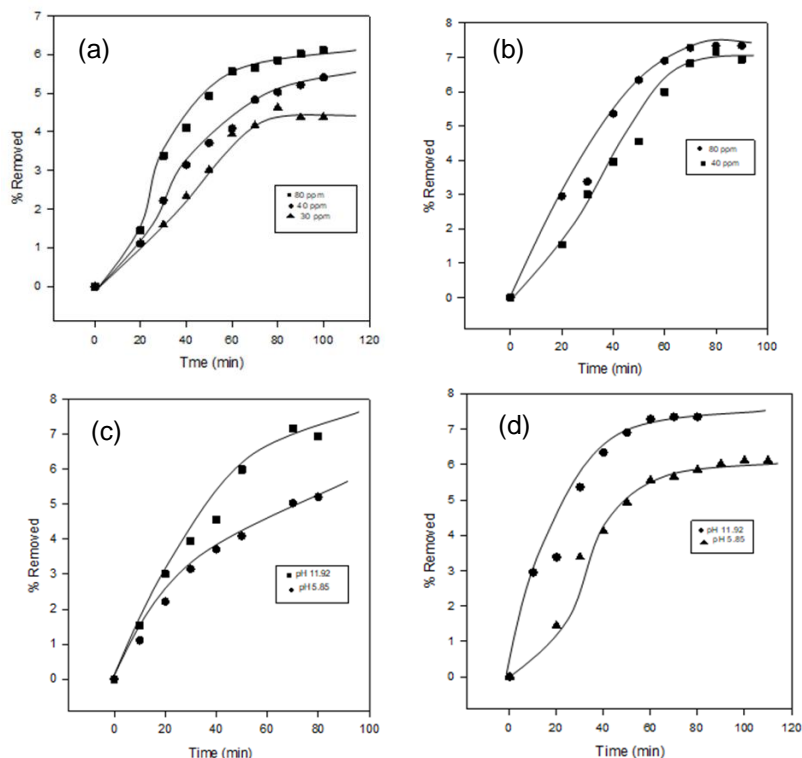 (a)
7
6
5
4
3
2
1
0
% Removed
80 ppm
40 ppm
30 ppm
0 20 40 60 80 100 120
Tme (min)
(b)
8
7
6
5
4
3
2
1
0
% Removed
80 ppm
40 ppm
0 20 40 60 80 100
Time (min)
(c)
8
7
6
5
4
3
2
1
0
% Removed
pH 11.92
pH 5.85
0 20 40 60 80 100
Time (min)
(d)
8
7
6
5
4
3
2
1
0
% Removed
pH 11.92
pH 5.85
0 20 40 60 80 100 120
Time (min)